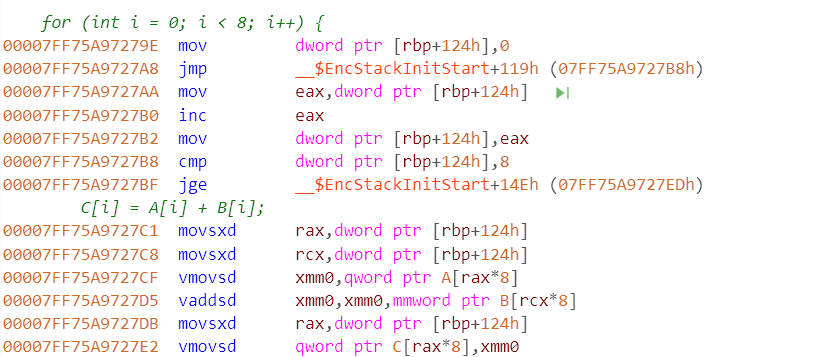 for (int i = 0; i < 8; i++) {
00007FF75A97279E mov dword ptr [rbp+124h],0
00007FF75A9727A8 jmp __$EncStackInitStart+119h (07FF75A9727B8h)
00007FF75A9727AA mov eax,dword ptr [rbp+124h]
00007FF75A9727B0 inc eax
00007FF75A9727B2 mov dword ptr [rbp+124h],eax
00007FF75A9727B8 cmp dword ptr [rbp+124h],8
00007FF75A9727BF jge __$EncStackInitStart+14Eh (07FF75A9727EDh)
C[i] = A[i] + B[i];
00007FF75A9727C1 movsxd rax,dword ptr [rbp+124h]
00007FF75A9727C8 movsxd rcx,dword ptr [rbp+124h]
00007FF75A9727CF vmovsd xmm0,qword ptr A[rax*8]
00007FF75A9727D5 vaddsd xmm0,xmm0,mmword ptr B[rcx*8]
00007FF75A9727DB movsxd rax,dword ptr [rbp+124h]
00007FF75A9727E2 vmovsd qword ptr C[rax*8],xmm0